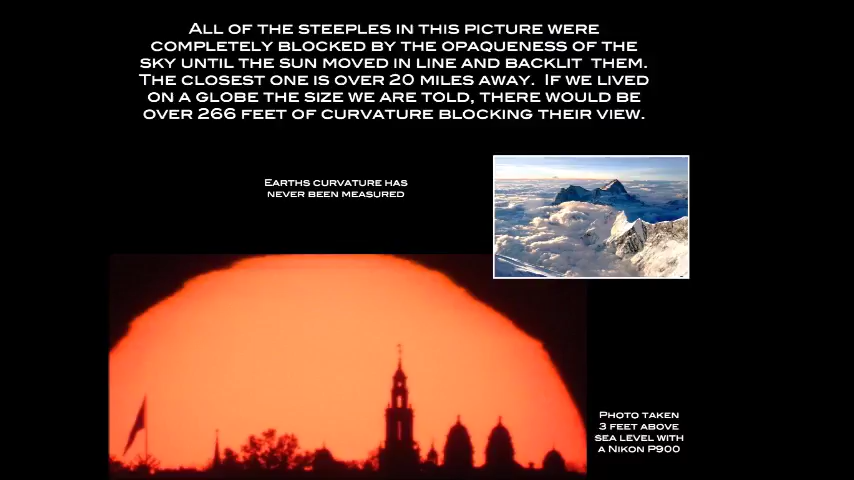 All of the steeples in this picture were
completely blocked by the opaqueness of the
sky until the sun moved in line and backlit them.
The closest one is over 20 miles away. If we lived
on a globe the size we are told, there would be
over 266 feet of curvature blocking their view.
Earths curvature has
never been measured
Photo taken
3 feet above
sea level with
a Nikon P900